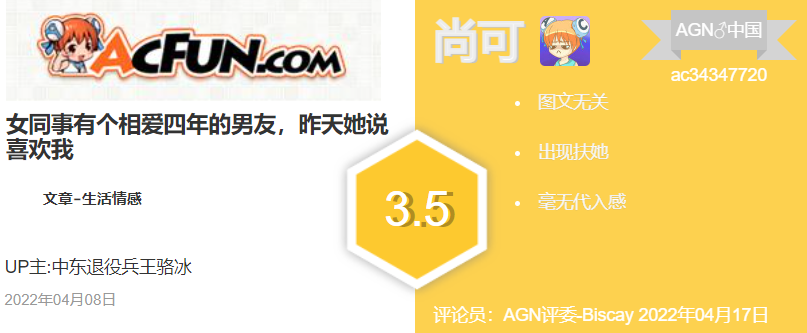 ACFUN.COM
女同事有个相爱四年的男友，昨天她说
喜欢我
文章-生活情感
UP主:中东退役兵王骆冰
2022年04月08日
3.5
尚可
AGN♂中国
ac34347720
• 图文无关
• 出现扶她
• 毫无代入感
评论员：AGN评委-Biscay 2022年04月17日